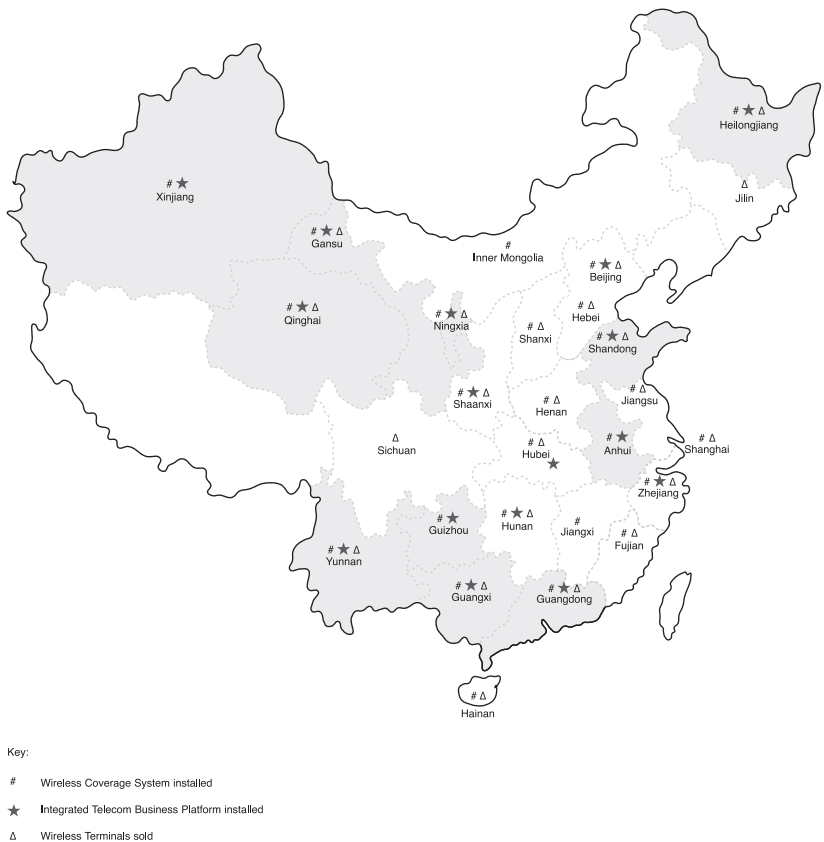 # ★ Δ
Heilongjiang
Δ
Jilin
# ★
Xinjiang
# ★ Δ
Gansu
#
Inner Mongolia
# ★ Δ
Beijing
# ★ Δ
Qinghai
# ★ Δ
Ningxia
# Δ
Hebei
# Δ
Shanxi
# ★ Δ
Shandong
# ★ Δ
Shaanxi
# Δ
Henan
# Δ
Jiangsu
Δ
Sichuan
# Δ
Hubei
★
# ★
Anhui
# Δ
Shanghai
# ★ Δ
Zhejiang
# ★
Guizhou
# ★ Δ
Hunan
#
Jiangxi
# Δ
Fujian
# ★ Δ
Yunnan
# ★ Δ
Guangxi
# ★ Δ
Guangdong
# Δ
Hainan
Key:
# Wireless Coverage System installed
★ Integrated Telecom Business Platform installed
Δ Wireless Terminals sold